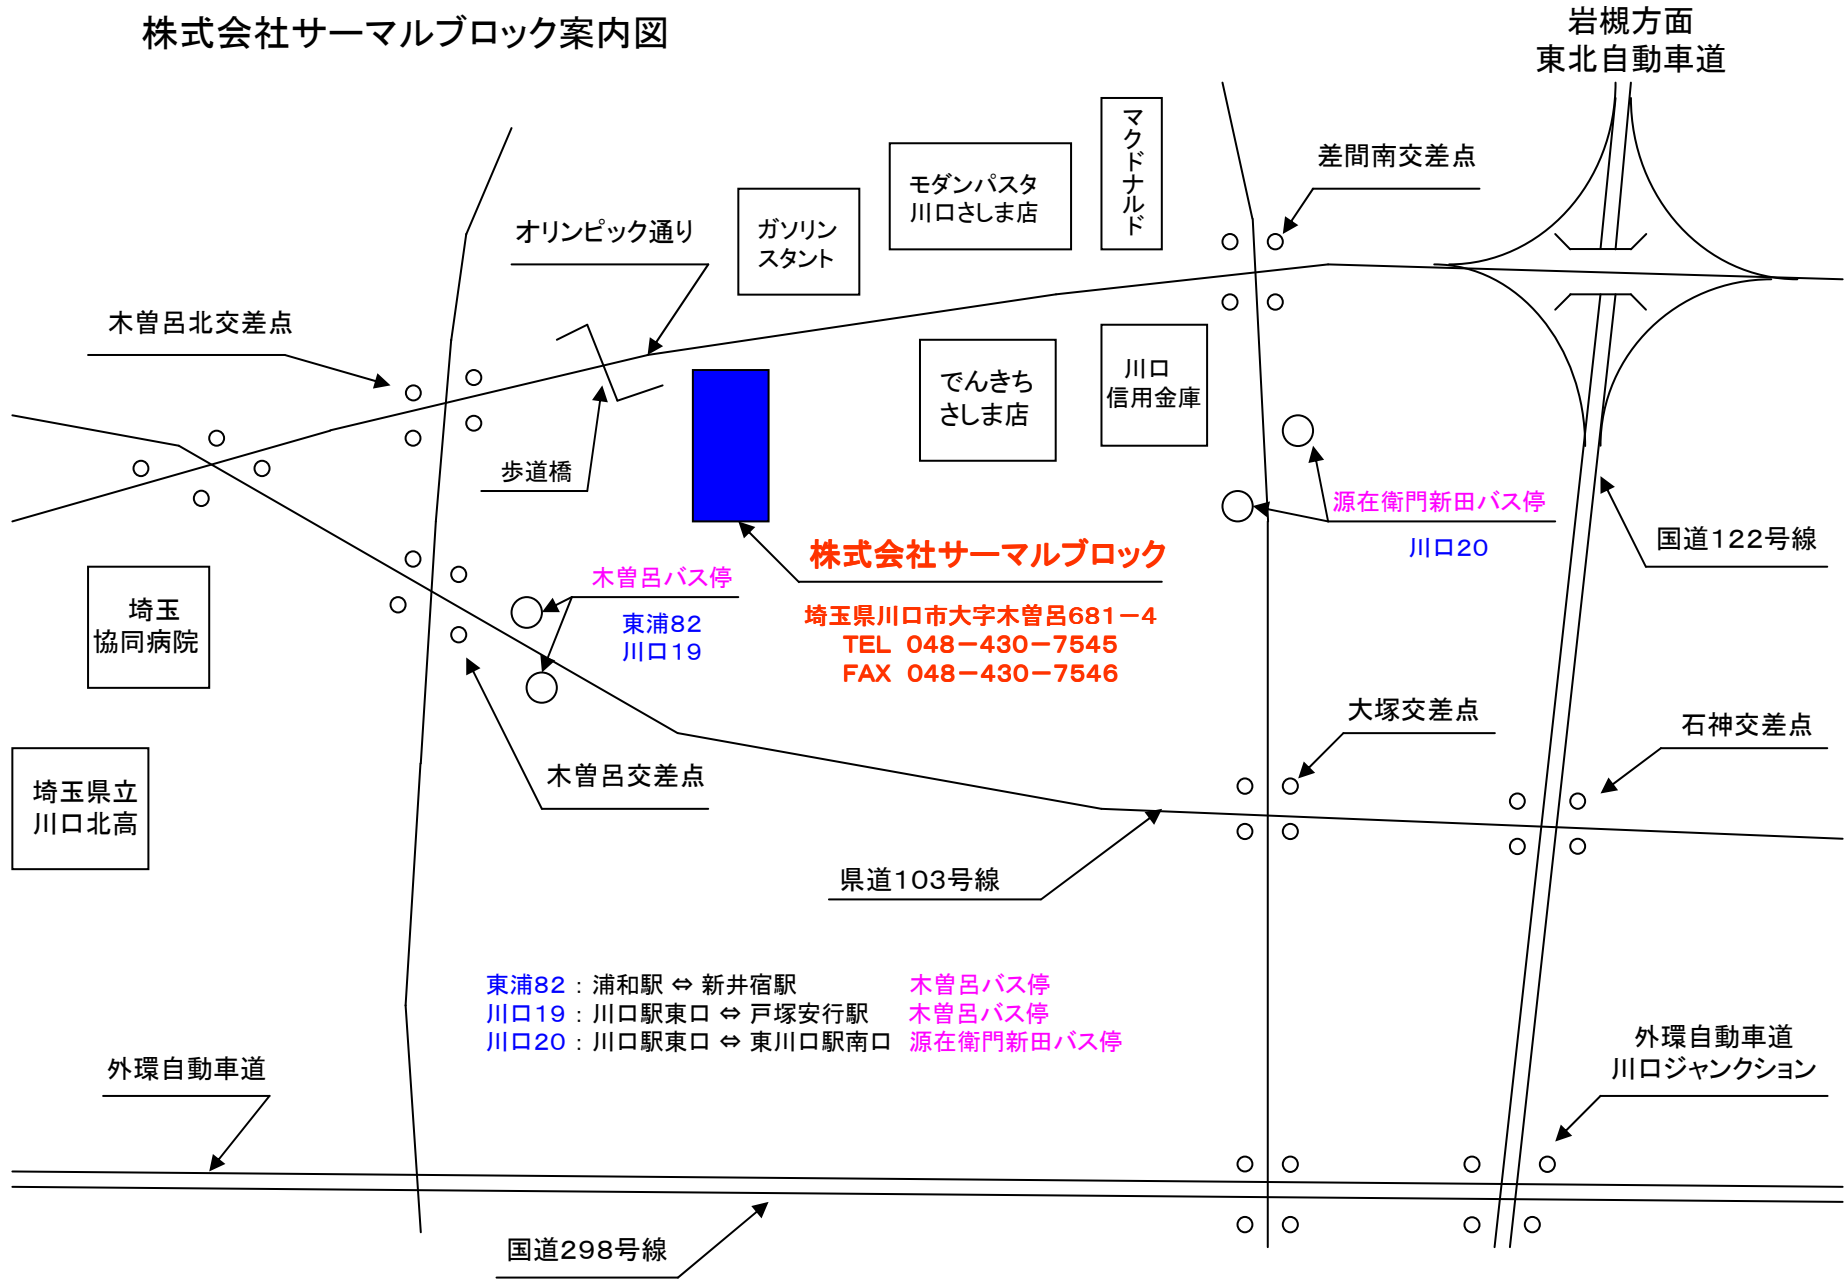 株式会社サーマルブロック案内図
岩槻方面
東北自動車道
マクドナルド
差間南交差点
モダンパスタ
川口さしま店
オリンピック通り
ガソリン
スタント
木曽呂北交差点
でんきち
さしま店
川口
信用金庫
歩道橋
源在衛門新田バス停
川口20
国道122号線
株式会社サーマルブロック
木曽呂バス停
東浦82
川口19
埼玉県川口市大字木曽呂681－4
TEL 048－430－7545
FAX 048－430－7546
埼玉
協同病院
大塚交差点
石神交差点
木曽呂交差点
埼玉県立
川口北高
県道103号線
東浦82：浦和駅 ⇔ 新井宿駅 木曽呂バス停
川口19：川口駅東口 ⇔ 戸塚安行駅 木曽呂バス停
川口20：川口駅東口 ⇔ 東川口駅南口 源在衛門新田バス停
外環自動車道
外環自動車道
川口ジャンクション
国道298号線